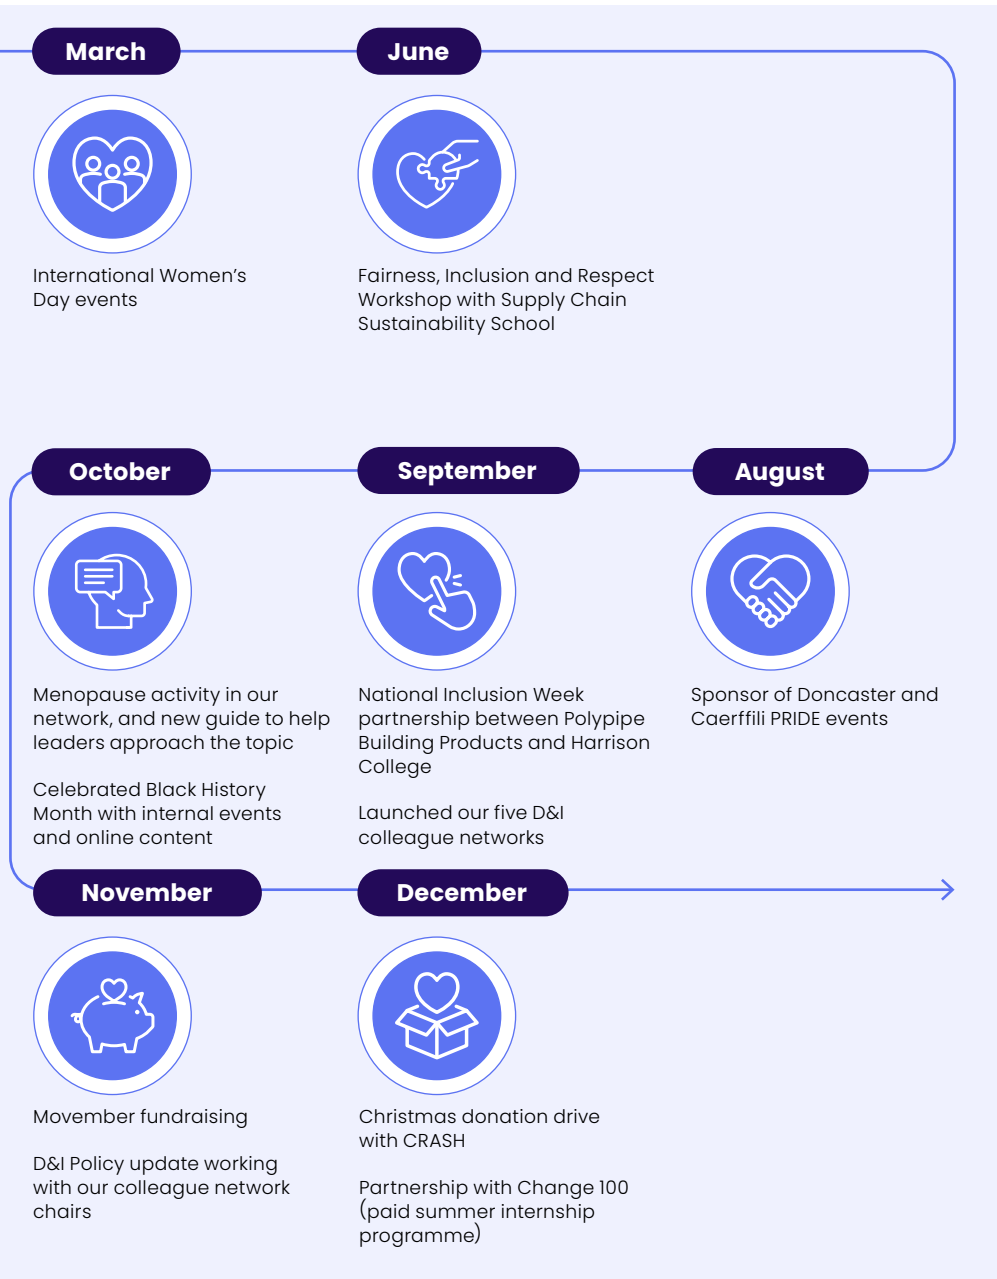 March
International Women's
Day events
June
Fairness, Inclusion and Respect
Workshop with Supply Chain
Sustainability School
August
Sponsor of Doncaster and
Caerffili PRIDE events
September
National Inclusion Week
partnership between Polypipe
Building Products and Harrison
College
Launched our five D&I
colleague networks
October
Menopause activity in our
network, and new guide to help
leaders approach the topic
Celebrated Black History
Month with internal events
and online content
November
Movember fundraising
D&I Policy update working
with our colleague network
chairs
December
Christmas donation drive
with CRASH
Partnership with Change 100
(paid summer internship
programme)